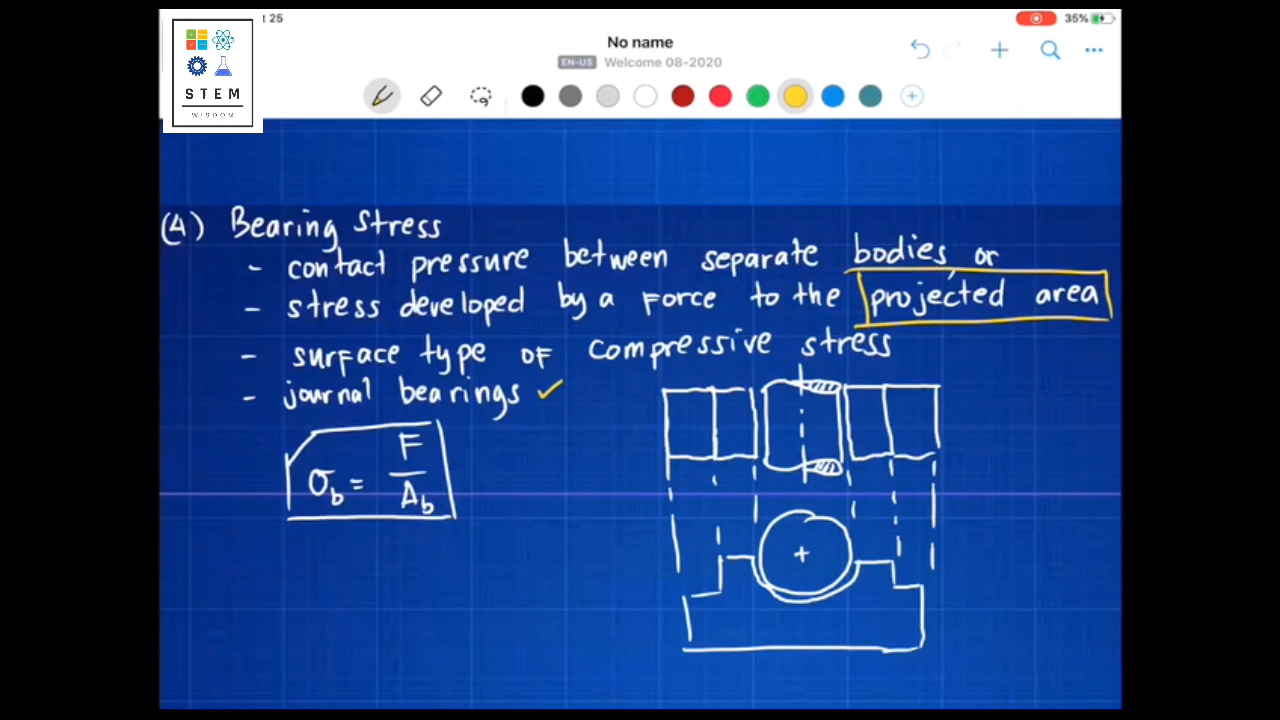 t 25
35%
STEM
WISDOM
No name
EN-US Welcome 08-2020
(4) Bearing Stress
- contact pressure between separate bodies or
- stress developed by a force to the projected area
- surface type of compressive stress
- journal bearings ✓
σb = F
Ab